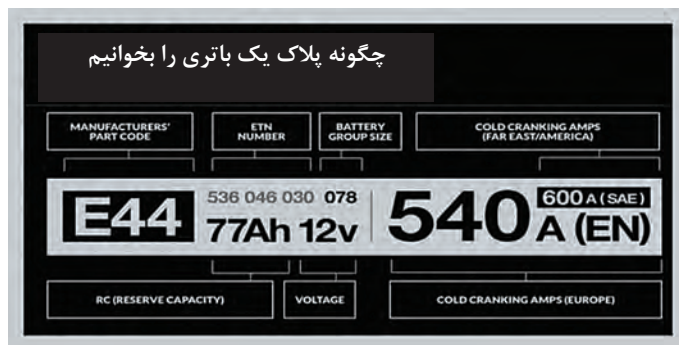 چگونه پلاک یک باتری را بخوانیم
MANUFACTURERS'
PART CODE
ETN
NUMBER
BATTERY
GROUP SIZE
COLD CRANKING AMPS
(FAR EAST/AMERICA)
E44
536 046 030 078
77Ah 12v
540 A (EN)
600 A (SAE)
RC (RESERVE CAPACITY)
VOLTAGE
COLD CRANKING AMPS (EUROPE)